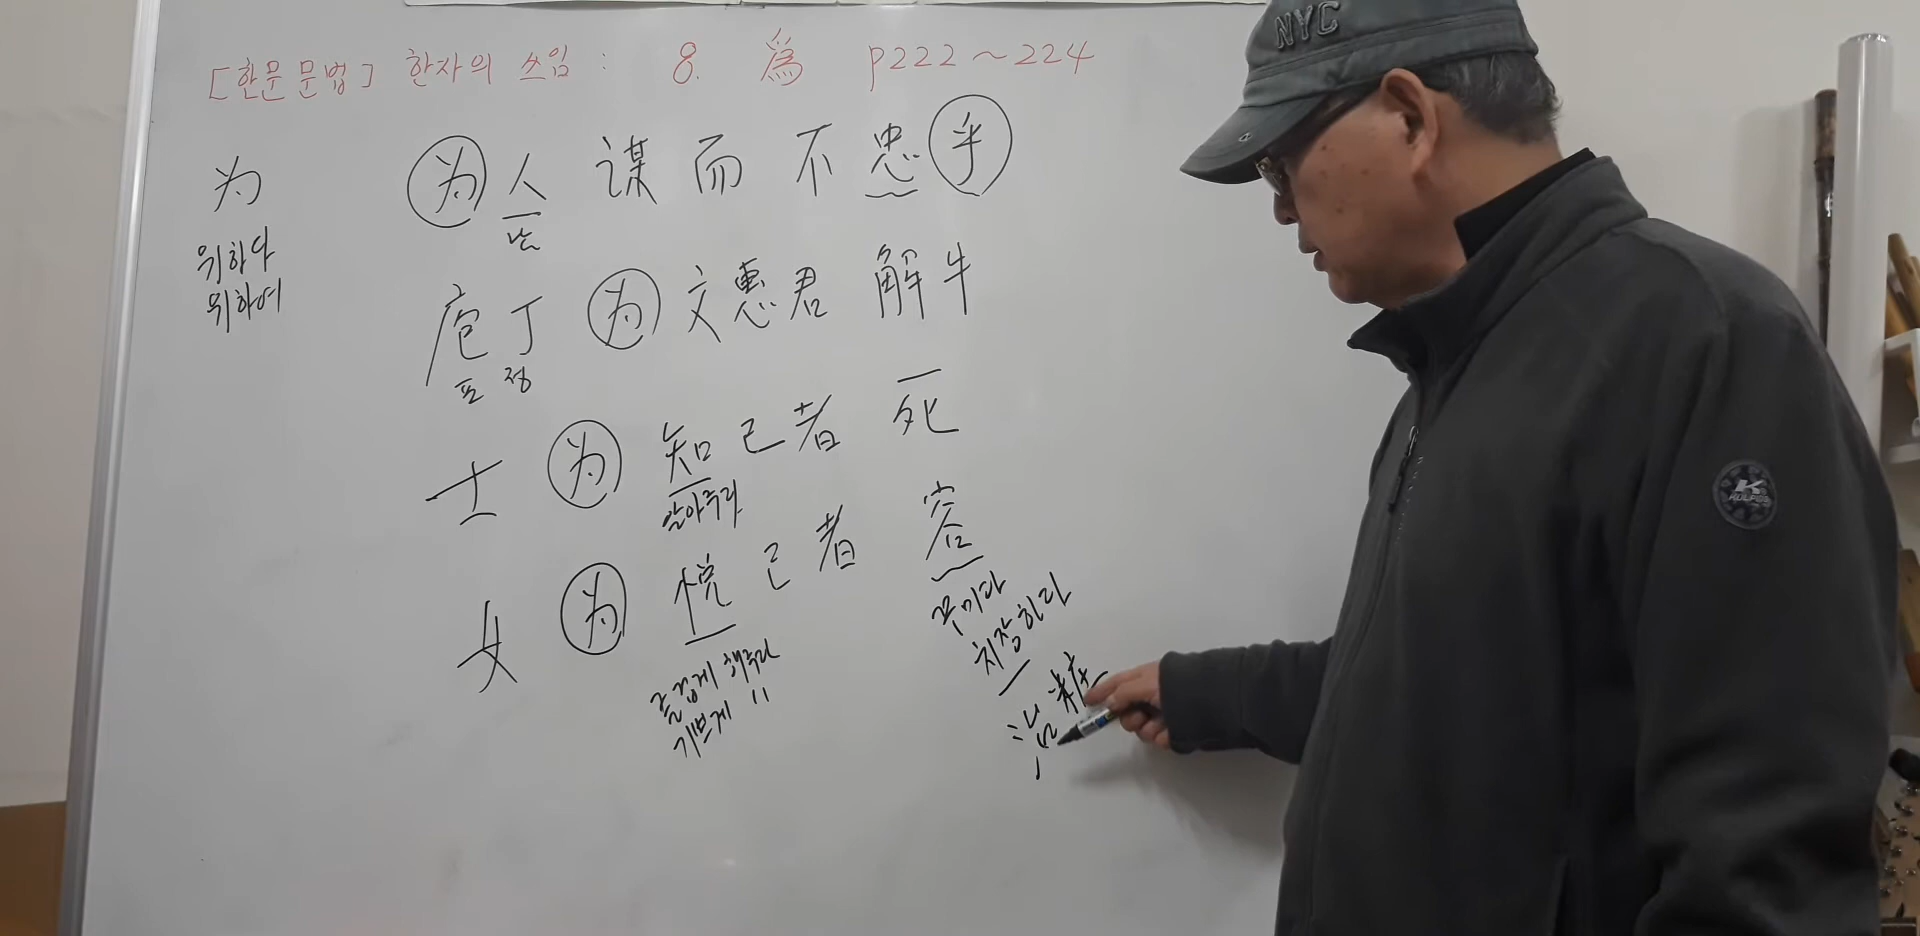 [한문 문법] 한자의 쓰임 : 8. 爲 p222~224
为
위하다
위하여
为人 谋而不忠乎
남
庖丁为文惠君 解牛
포정
士为知己者 死
알아주다
女为悦己者 容
즐겁게 해주다
기쁘게 〃
꾸미다
치장하다
治粧
NYC
KOLPING